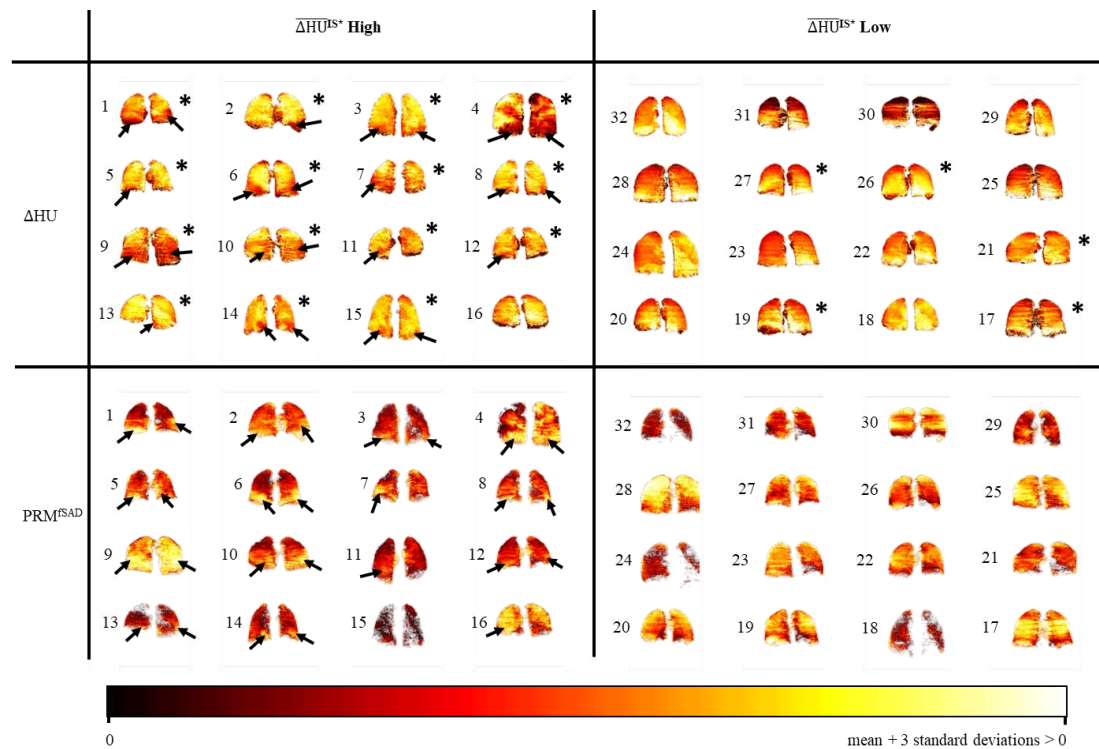 ΔHU^IS* High
ΔHU^IS* Low
ΔHU
1 * 2 * 3 * 4 * 32 31 30 29
5 * 6 * 7 * 8 * 28 27 * 26 * 25
9 * 10 * 11 * 12 * 24 23 22 21 *
13 * 14 * 15 * 16 20 19 * 18 17 *
PRM^fSAD
1 2 3 4 32 31 30 29
5 6 7 8 28 27 26 25
9 10 11 12 24 23 22 21
13 14 15 16 20 19 18 17
0 mean + 3 standard deviations > 0